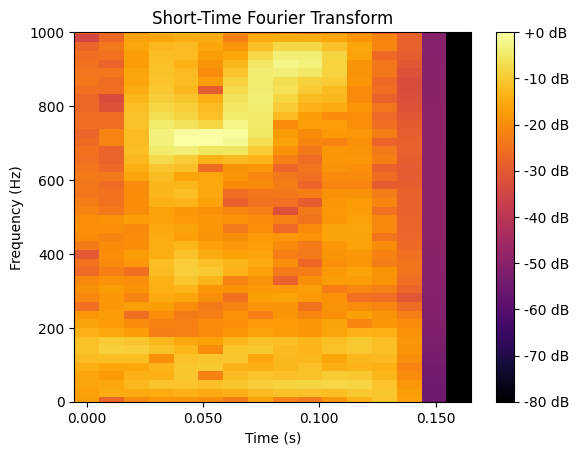 Short-Time Fourier Transform
1000
800
600
400
200
0
Frequency (Hz)
0.000
0.050
0.100
0.150
Time (s)
+0 dB
-10 dB
-20 dB
-30 dB
-40 dB
-50 dB
-60 dB
-70 dB
-80 dB